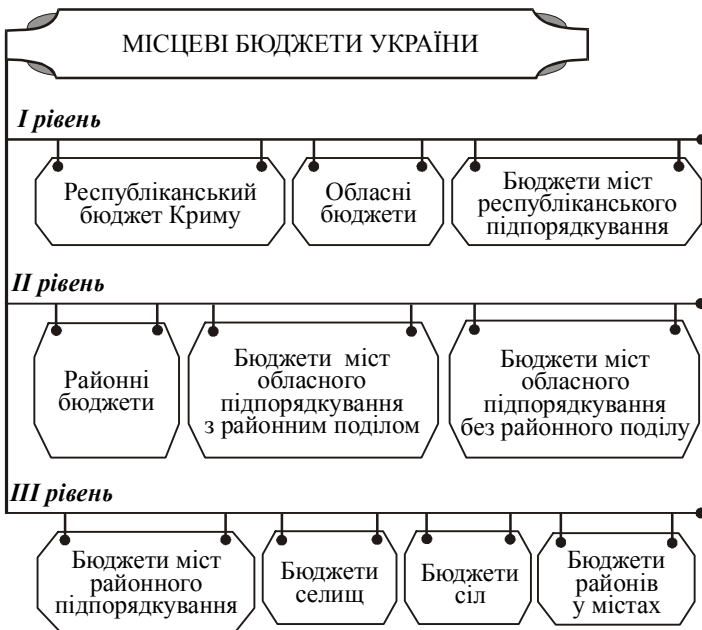 МІСЦЕВІ БЮДЖЕТИ УКРАЇНИ
I рівень
Республіканський
бюджет Криму
Обласні
бюджети
Бюджети міст
республіканського
підпорядкування
II рівень
Районні
бюджети
Бюджети міст
обласного
підпорядкування
з районним поділом
Бюджети міст
обласного
підпорядкування
без районного поділу
III рівень
Бюджети міст
районного
підпорядкування
Бюджети
селищ
Бюджети
сіл
Бюджети
районів
у містах